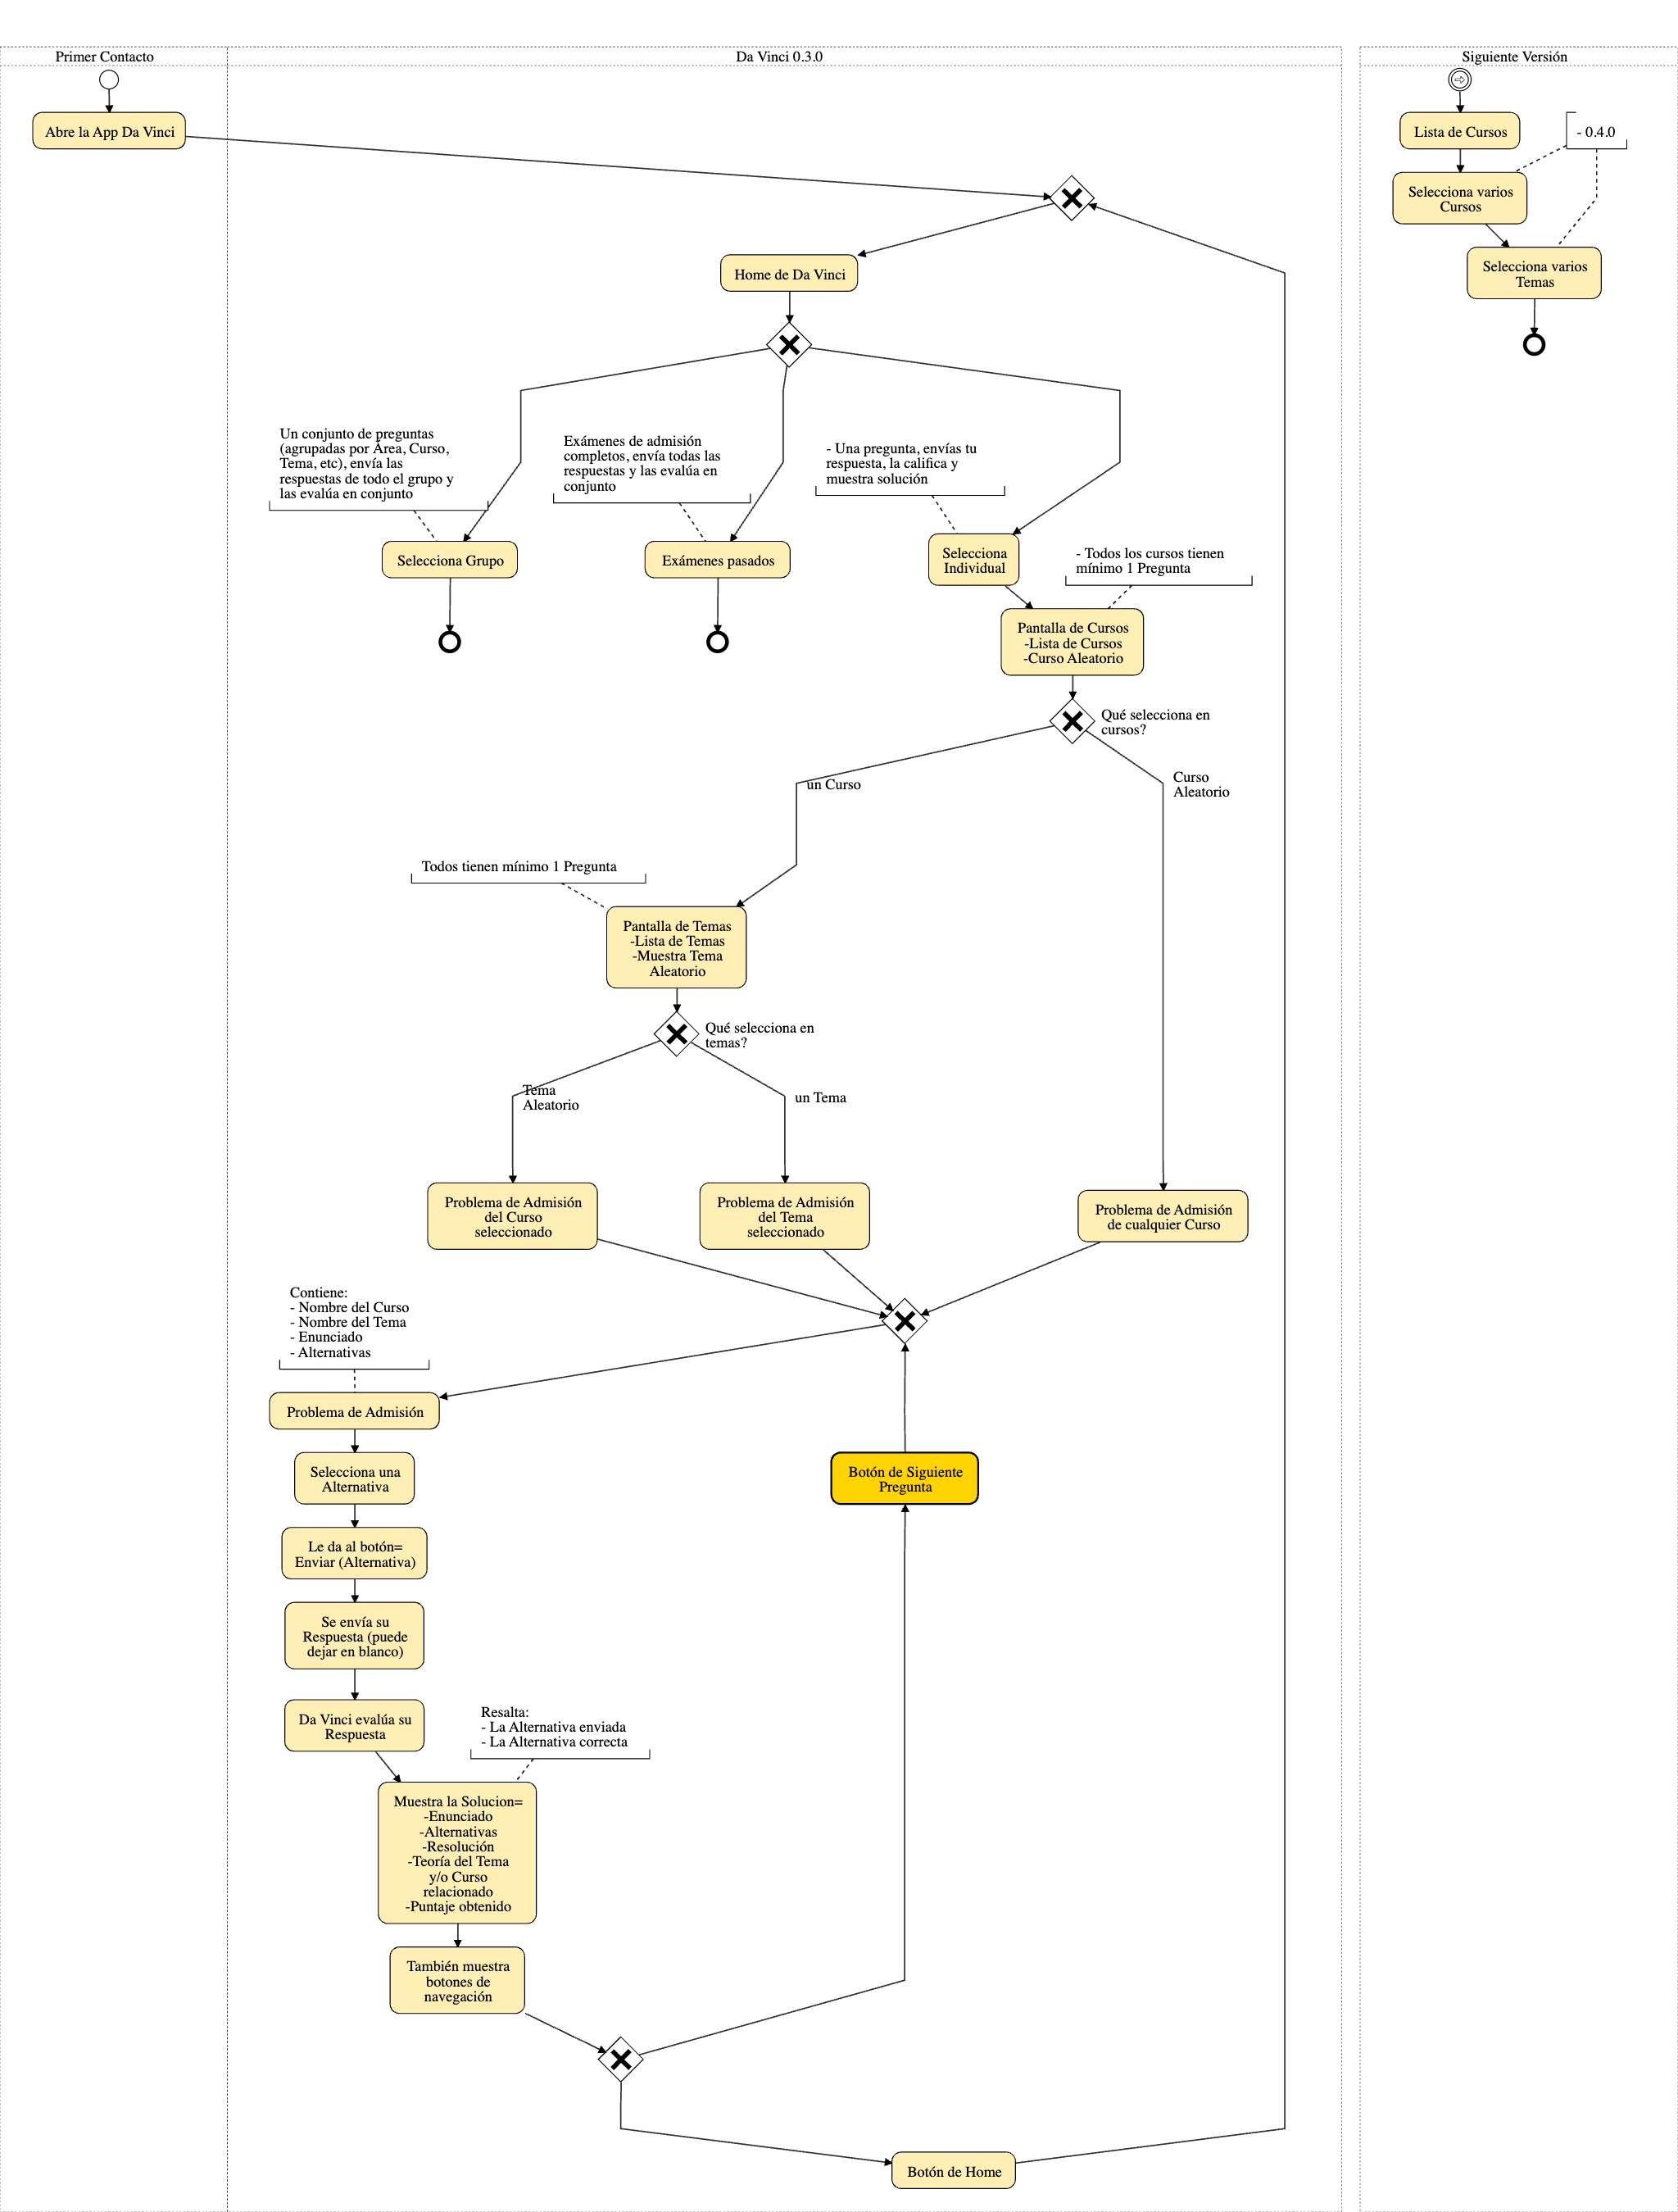 Primer Contacto
Da Vinci 0.3.0
Siguiente Versión
Abre la App Da Vinci
Lista de Cursos
- 0.4.0
Selecciona varios
Cursos
Selecciona varios
Temas
Home de Da Vinci
Un conjunto de preguntas
(agrupadas por Área, Curso,
Tema, etc), envía las
respuestas de todo el grupo y
las evalúa en conjunto
Exámenes de admisión
completos, envía todas las
respuestas y las evalúa en
conjunto
- Una pregunta, envías tu
respuesta, la califica y
muestra solución
Selecciona Grupo
Exámenes pasados
Selecciona
Individual
- Todos los cursos tienen
mínimo 1 Pregunta
Pantalla de Cursos
-Lista de Cursos
-Curso Aleatorio
Qué selecciona en
cursos?
un Curso
Curso
Aleatorio
Todos tienen mínimo 1 Pregunta
Pantalla de Temas
-Lista de Temas
-Muestra Tema
Aleatorio
Qué selecciona en
temas?
Tema
Aleatorio
un Tema
Problema de Admisión
del Curso
seleccionado
Problema de Admisión
del Tema
seleccionado
Problema de Admisión
de cualquier Curso
Contiene:
- Nombre del Curso
- Nombre del Tema
- Enunciado
- Alternativas
Problema de Admisión
Selecciona una
Alternativa
Botón de Siguiente
Pregunta
Le da al botón=
Enviar (Alternativa)
Se envía su
Respuesta (puede
dejar en blanco)
Da Vinci evalúa su
Respuesta
Resalta:
- La Alternativa enviada
- La Alternativa correcta
Muestra la Solucion=
-Enunciado
-Alternativas
-Resolución
-Teoría del Tema
y/o Curso
relacionado
-Puntaje obtenido
También muestra
botones de
navegación
Botón de Home